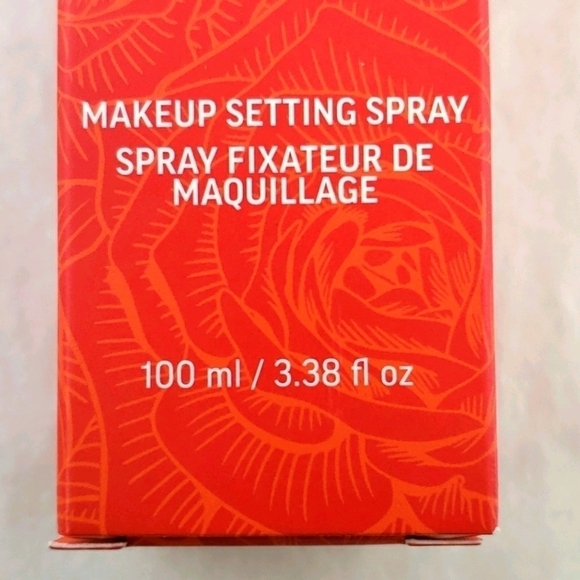 MAKEUP SETTING SPRAY
SPRAY FIXATEUR DE
MAQUILLAGE
100 ml / 3.38 fl oz